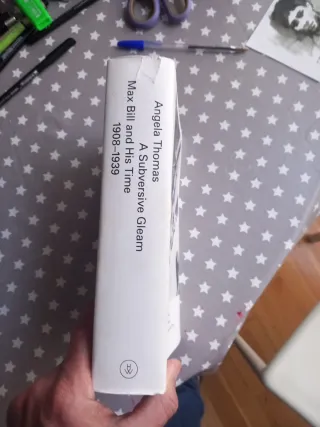 Angela Thomas
A Subversive Gleam
Max Bill and His Time
1908–1939